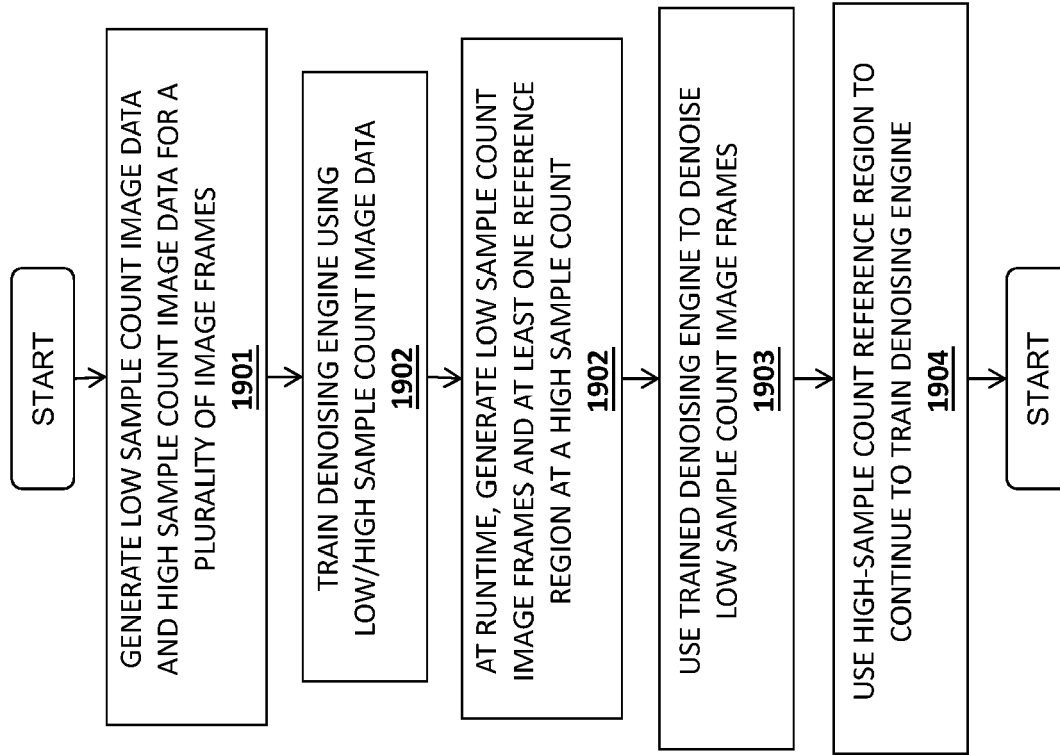 START
GENERATE LOW SAMPLE COUNT IMAGE DATA
AND HIGH SAMPLE COUNT IMAGE DATA FOR A
PLURALITY OF IMAGE FRAMES
1901
TRAIN DENOISING ENGINE USING
LOW/HIGH SAMPLE COUNT IMAGE DATA
1902
AT RUNTIME, GENERATE LOW SAMPLE COUNT
IMAGE FRAMES AND AT LEAST ONE REFERENCE
REGION AT A HIGH SAMPLE COUNT
1902
USE TRAINED DENOISING ENGINE TO DENOISE
LOW SAMPLE COUNT IMAGE FRAMES
1903
USE HIGH-SAMPLE COUNT REFERENCE REGION TO
CONTINUE TO TRAIN DENOISING ENGINE
1904
START